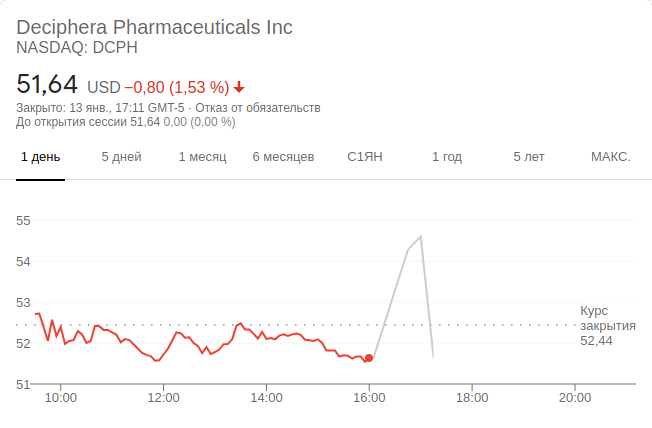 Deciphera Pharmaceuticals Inc
NASDAQ: DCPH
51,64 USD −0,80 (1,53 %)
Закрыто: 13 янв., 17:11 GMT-5 · Отказ от обязательств
До открытия сессии 51,64 0,00 (0,00 %)
1 день 5 дней 1 месяц 6 месяцев С1ЯН 1 год 5 лет МАКС.
55
54
53
Курс
закрытия
52,44
52
51
10:00 12:00 14:00 16:00 18:00 20:00